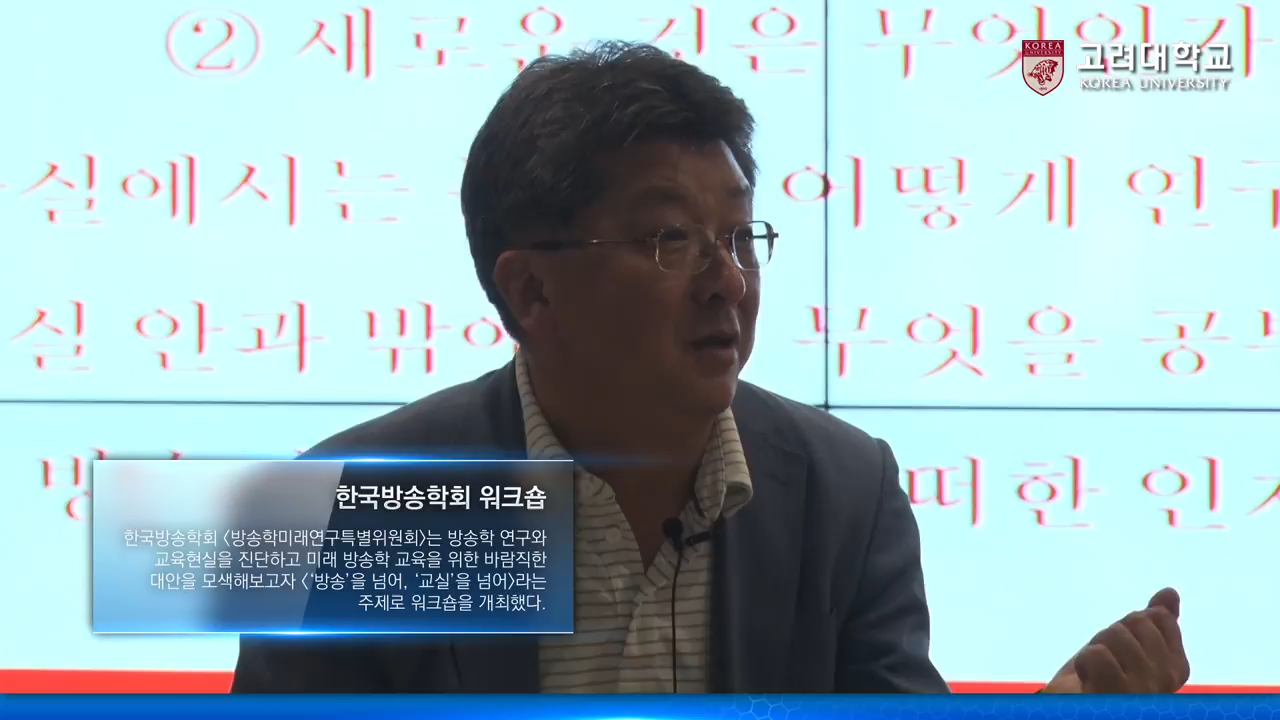 ② 새로운 것은 무엇인가
KOREA
UNIVERSITY
고려대학교
KOREA UNIVERSITY
실에서는 어떻게 연구
실 안과 밖에 무엇을 공부
떠한 인
한국방송학회 워크숍
한국방송학회 〈방송학미래연구특별위원회〉는 방송학 연구와
교육현실을 진단하고 미래 방송학 교육을 위한 바람직한
대안을 모색해보고자 〈‘방송’을 넘어, ‘교실’을 넘어〉라는
주제로 워크숍을 개최했다.